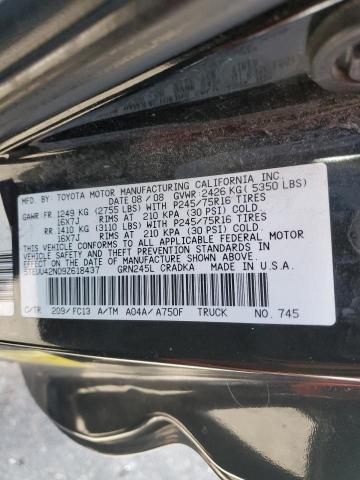 MFD. BY: TOYOTA MOTOR MANUFACTURING CALIFORNIA INC.
DATE 08/08 GVWR 2426 KG( 5350 LBS)
GAWR FR 1249 KG (2755 LBS) WITH P245/75R16 TIRES
16X7J RIMS AT 210 KPA (30 PSI) COLD.
RR 1410 KG (3110 LBS) WITH P245/75R16 TIRES
16X7J RIMS AT 210 KPA (30 PSI) COLD.
THIS VEHICLE CONFORMS TO ALL APPLICABLE FEDERAL MOTOR
VEHICLE SAFETY AND THEFT PREVENTION STANDARDS IN
EFFECT ON THE DATE OF MANUFACTURE SHOWN ABOVE.
5TEUU42N09Z618437 GRN245L CRADKA MADE IN U.S.A.
C/TR 209/FC13 A/TM A04A/A750F TRUCK NO. 745